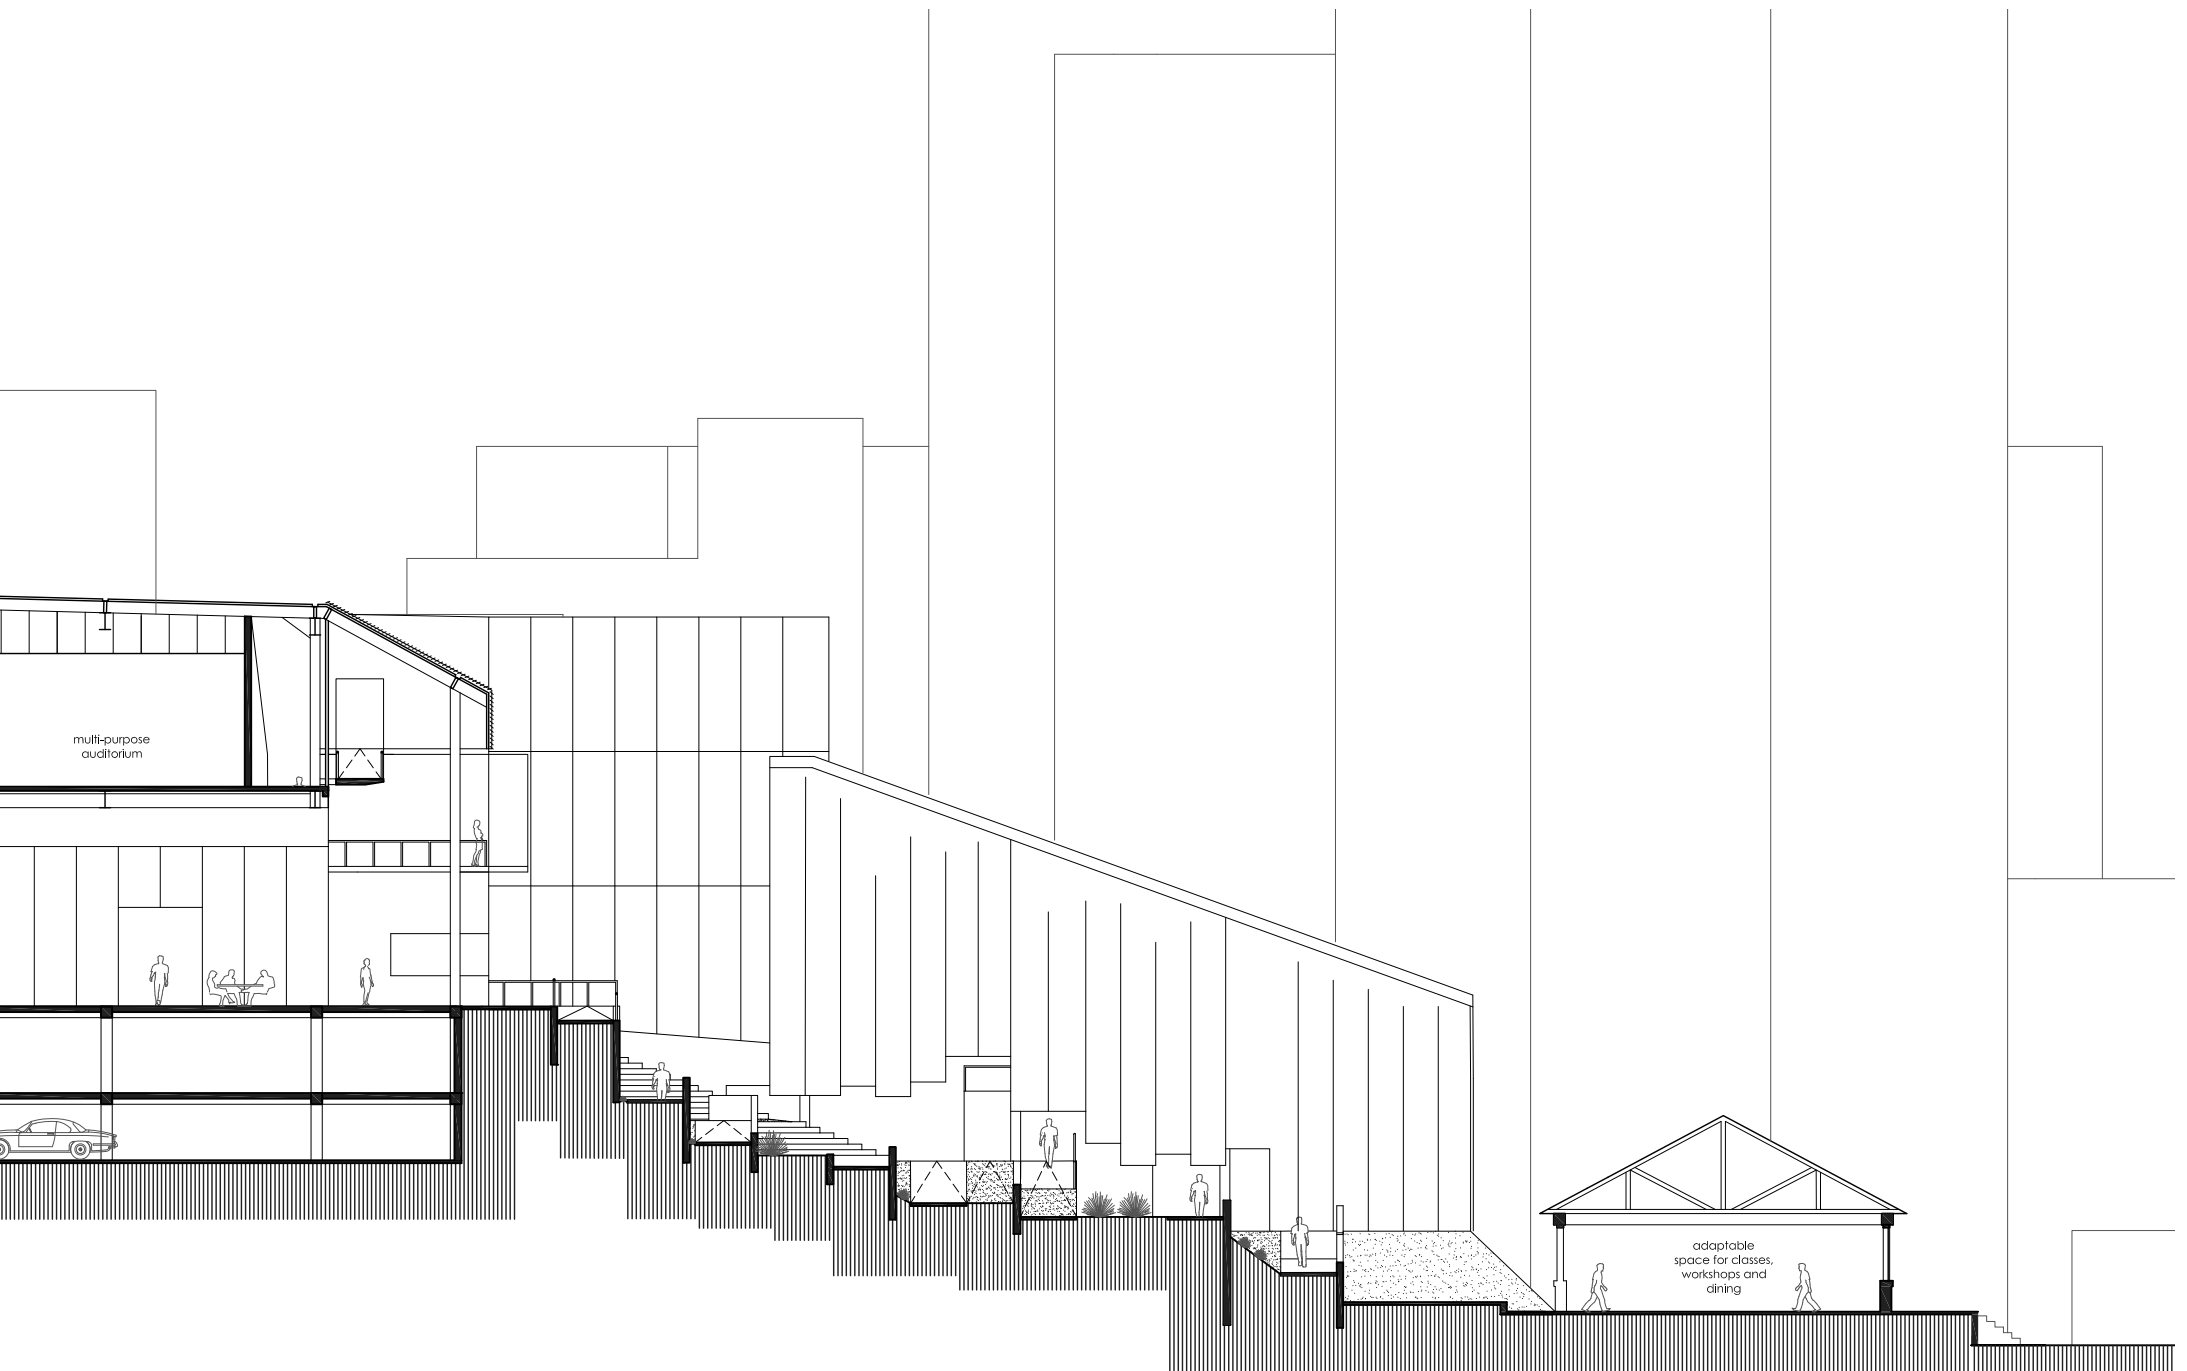 multi-purpose
auditorium
adaptable
space for classes,
workshops and
dining